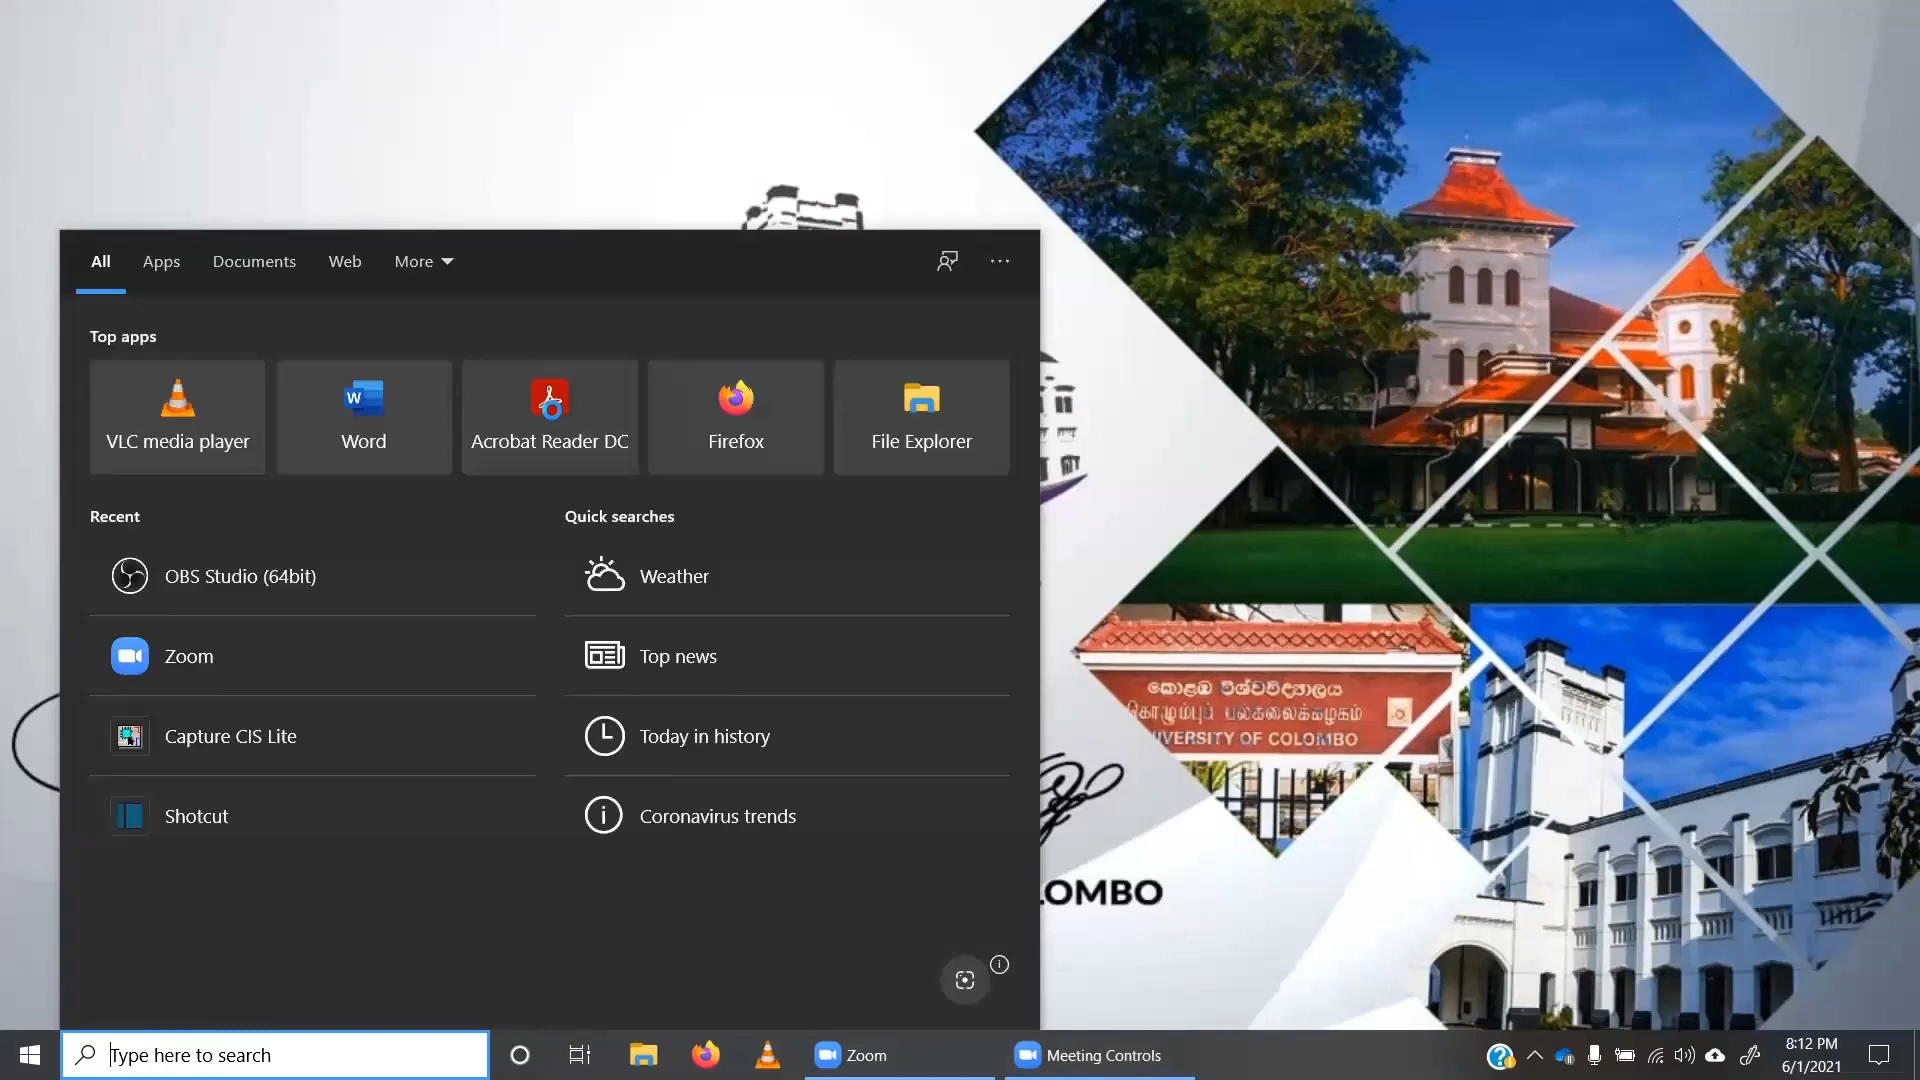 All
Apps
Documents
Web
More
Top apps
VLC media player
Word
Acrobat Reader DC
Firefox
File Explorer
Recent
OBS Studio (64bit)
Zoom
Capture CIS Lite
Shotcut
Quick searches
Weather
Top news
Today in history
Coronavirus trends
කොළඹ විශ්වවිද්‍යාලය
கொழும்புப் பல்கலைக்கழகம்
IVERSITY OF COLOMBO
LOMBO
Type here to search
Zoom
Meeting Controls
8:12 PM
6/1/2021